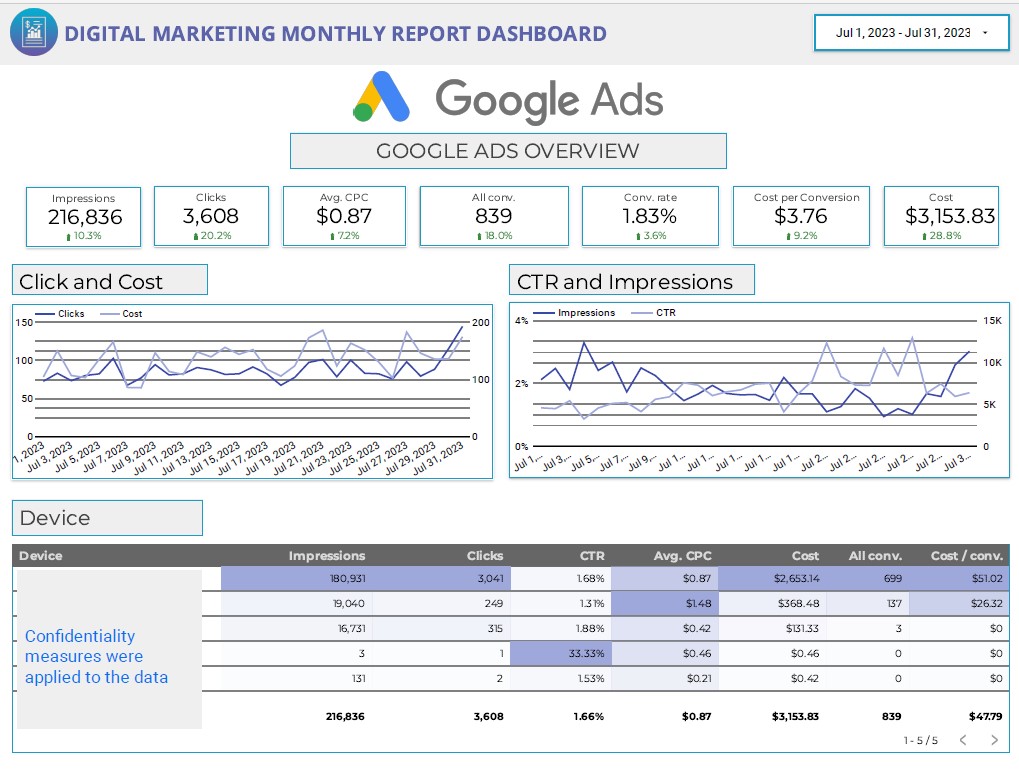 DIGITAL MARKETING MONTHLY REPORT DASHBOARD
Jul 1, 2023 - Jul 31, 2023
Google Ads
GOOGLE ADS OVERVIEW
Impressions
216,836
10.3%
Clicks
3,608
20.2%
Avg. CPC
$0.87
7.2%
All conv.
839
18.0%
Conv. rate
1.83%
3.6%
Cost per Conversion
$3.76
9.2%
Cost
$3,153.83
28.8%
Click and Cost
Clicks Cost
150 200
100 100
50
0 0
1, 2023 Jul 3, 2023 Jul 5, 2023 Jul 7, 2023 Jul 9, 2023 Jul 11, 2023 Jul 13, 2023 Jul 15, 2023 Jul 17, 2023 Jul 19, 2023 Jul 21, 2023 Jul 23, 2023 Jul 25, 2023 Jul 27, 2023 Jul 29, 2023 Jul 31, 2023
CTR and Impressions
Impressions CTR
4% 15K
10K
2%
5K
0% 0
Jul 1,... Jul 3,... Jul 5,... Jul 7,... Jul 9,... Jul 1... Jul 1... Jul 1... Jul 1... Jul 1... Jul 2... Jul 2... Jul 2... Jul 2... Jul 2... Jul 3...
Device
Device Impressions Clicks CTR Avg. CPC Cost All conv. Cost / conv.
180,931 3,041 1.68% $0.87 $2,653.14 699 $51.02
19,040 249 1.31% $1.48 $368.48 137 $26.32
16,731 315 1.88% $0.42 $131.33 3 $0
3 1 33.33% $0.46 $0.46 0 $0
131 2 1.53% $0.21 $0.42 0 $0
Confidentiality
measures were
applied to the data
216,836 3,608 1.66% $0.87 $3,153.83 839 $47.79
1 - 5 / 5